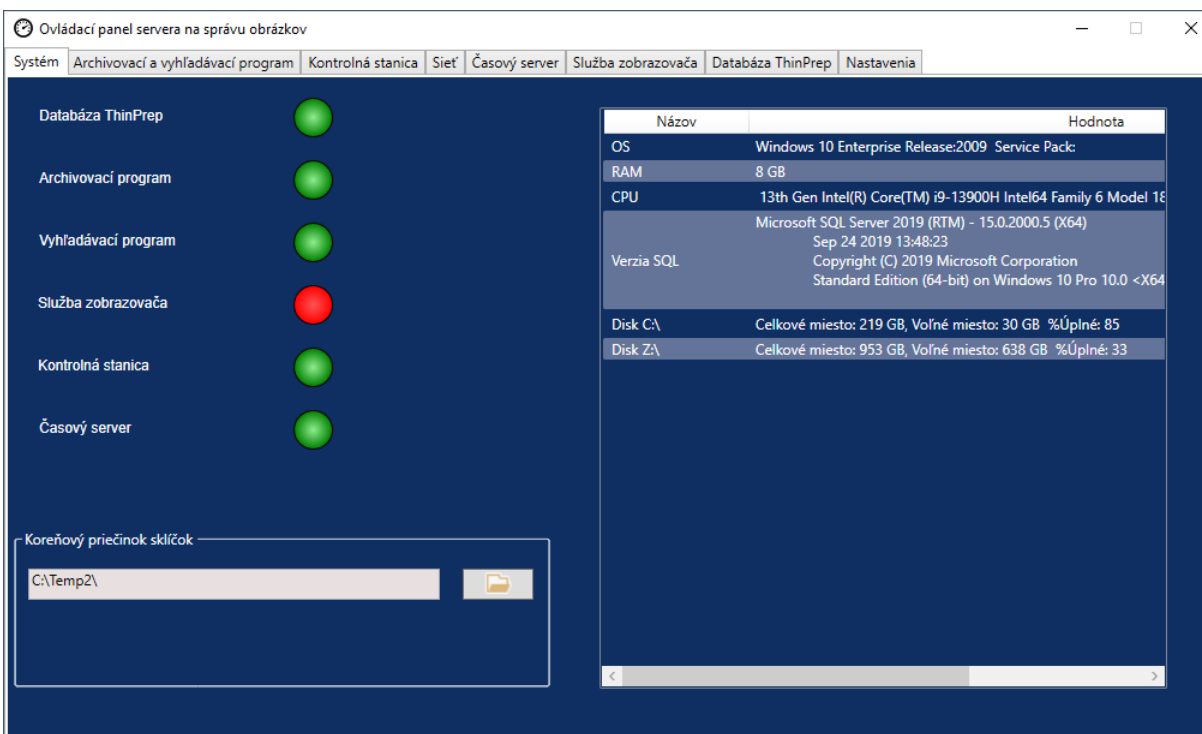 Ovládací panel servera na správu obrázkov
Systém Archivovací a vyhľadávací program Kontrolná stanica Sieť Časový server Služba zobrazovača Databáza ThinPrep Nastavenia
Databáza ThinPrep
Archivovací program
Vyhľadávací program
Služba zobrazovača
Kontrolná stanica
Časový server
Koreňový priečinok sklíčok
C:\Temp2\
Názov Hodnota
OS Windows 10 Enterprise Release:2009 Service Pack:
RAM 8 GB
CPU 13th Gen Intel(R) Core(TM) i9-13900H Intel64 Family 6 Model 18
Verzia SQL Microsoft SQL Server 2019 (RTM) - 15.0.2000.5 (X64)
Sep 24 2019 13:48:23
Copyright (C) 2019 Microsoft Corporation
Standard Edition (64-bit) on Windows 10 Pro 10.0 <X64
Disk C:\ Celkové miesto: 219 GB, Voľné miesto: 30 GB %Úplné: 85
Disk Z:\ Celkové miesto: 953 GB, Voľné miesto: 638 GB %Úplné: 33